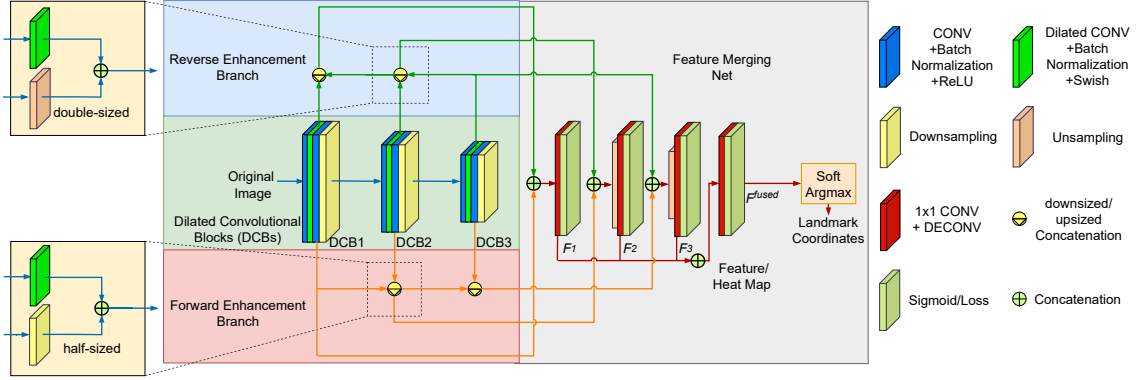 double-sized
Reverse Enhancement
Branch
Original
Image
Dilated Convolutional
Blocks (DCBs)
DCB1
DCB2
DCB3
Forward Enhancement
Branch
half-sized
Feature Merging
Net
F1
F2
F3
Ffused
Feature/
Heat Map
Soft
Argmax
Landmark
Coordinates
CONV
+Batch
Normalization
+ReLU
Dilated CONV
+Batch
Normalization
+Swish
Downsampling
Unsampling
1x1 CONV
+ DECONV
downsized/
upsized
Concatenation
Sigmoid/Loss
Concatenation